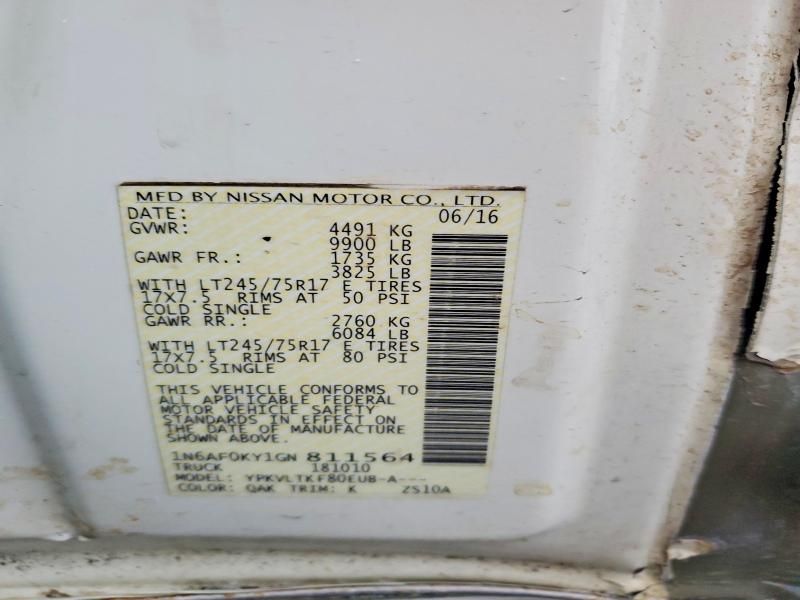 MFD BY NISSAN MOTOR CO., LTD.
DATE: 06/16
GVWR: 4491 KG
9900 LB
GAWR FR.: 1735 KG
3825 LB
WITH LT245/75R17 E TIRES
17X7.5 RIMS AT 50 PSI
COLD SINGLE
GAWR RR.: 2760 KG
6084 LB
WITH LT245/75R17 E TIRES
17X7.5 RIMS AT 80 PSI
COLD SINGLE
THIS VEHICLE CONFORMS TO
ALL APPLICABLE FEDERAL
MOTOR VEHICLE SAFETY
STANDARDS IN EFFECT ON
THE DATE OF MANUFACTURE
SHOWN ABOVE.
1N6AF0KY1GN811564
TRUCK 181010
MODEL: YPKVLTKF80EUB-A---
COLOR: QAK TRIM: K ZS10A